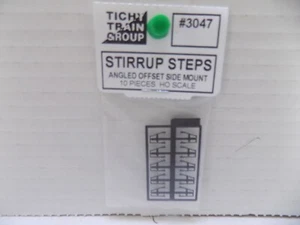 TICHY
TRAIN
GROUP
#3047
STIRRUP STEPS
ANGLED OFFSET SIDE MOUNT
10 PIECES HO SCALE